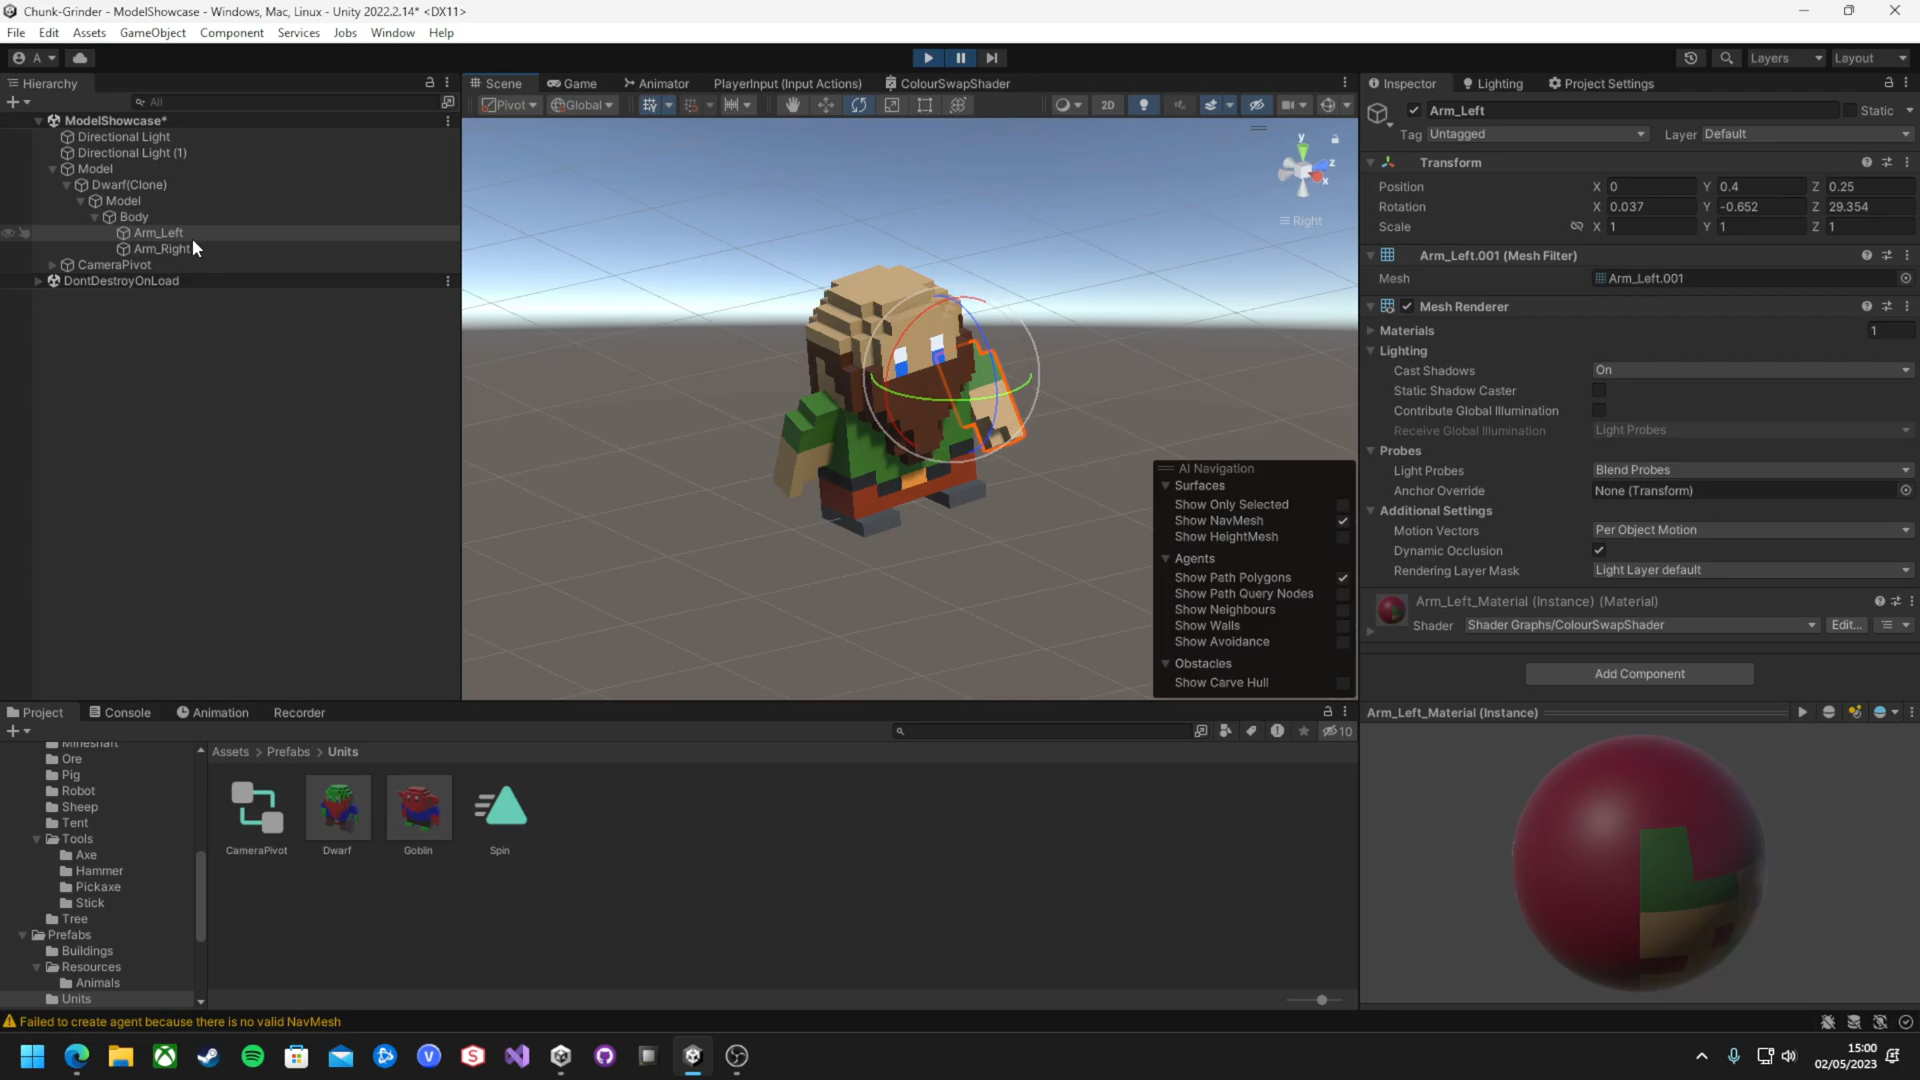 Chunk-Grinder - ModelShowcase - Windows, Mac, Linux - Unity 2022.2.14* <DX11>
File Edit Assets GameObject Component Services Jobs Window Help
A Layers Layout
Hierarchy
All
ModelShowcase*
Directional Light
Directional Light (1)
Model
Dwarf(Clone)
Model
Body
Arm_Left
Arm_Right
CameraPivot
DontDestroyOnLoad
Scene Game Animator PlayerInput (Input Actions) ColourSwapShader
Pivot Global 2D
y
z
x
Right
AI Navigation
Surfaces
Show Only Selected
Show NavMesh
Show HeightMesh
Agents
Show Path Polygons
Show Path Query Nodes
Show Neighbours
Show Walls
Show Avoidance
Obstacles
Show Carve Hull
Inspector Lighting Project Settings
Arm_Left Static
Tag Untagged Layer Default
Transform
Position X 0 Y 0.4 Z 0.25
Rotation X 0.037 Y -0.652 Z 29.354
Scale X 1 Y 1 Z 1
Arm_Left.001 (Mesh Filter)
Mesh Arm_Left.001
Mesh Renderer
Materials 1
Lighting
Cast Shadows On
Static Shadow Caster
Contribute Global Illumination
Receive Global Illumination Light Probes
Probes
Light Probes Blend Probes
Anchor Override None (Transform)
Additional Settings
Motion Vectors Per Object Motion
Dynamic Occlusion
Rendering Layer Mask Light Layer default
Arm_Left_Material (Instance) (Material)
Shader Shader Graphs/ColourSwapShader Edit...
Add Component
Arm_Left_Material (Instance)
Project Console Animation Recorder
10
Mineshaft
Ore
Pig
Robot
Sheep
Tent
Tools
Axe
Hammer
Pickaxe
Stick
Tree
Prefabs
Buildings
Resources
Animals
Units
Assets > Prefabs > Units
CameraPivot Dwarf Goblin Spin
Failed to create agent because there is no valid NavMesh
15:00
02/05/2023